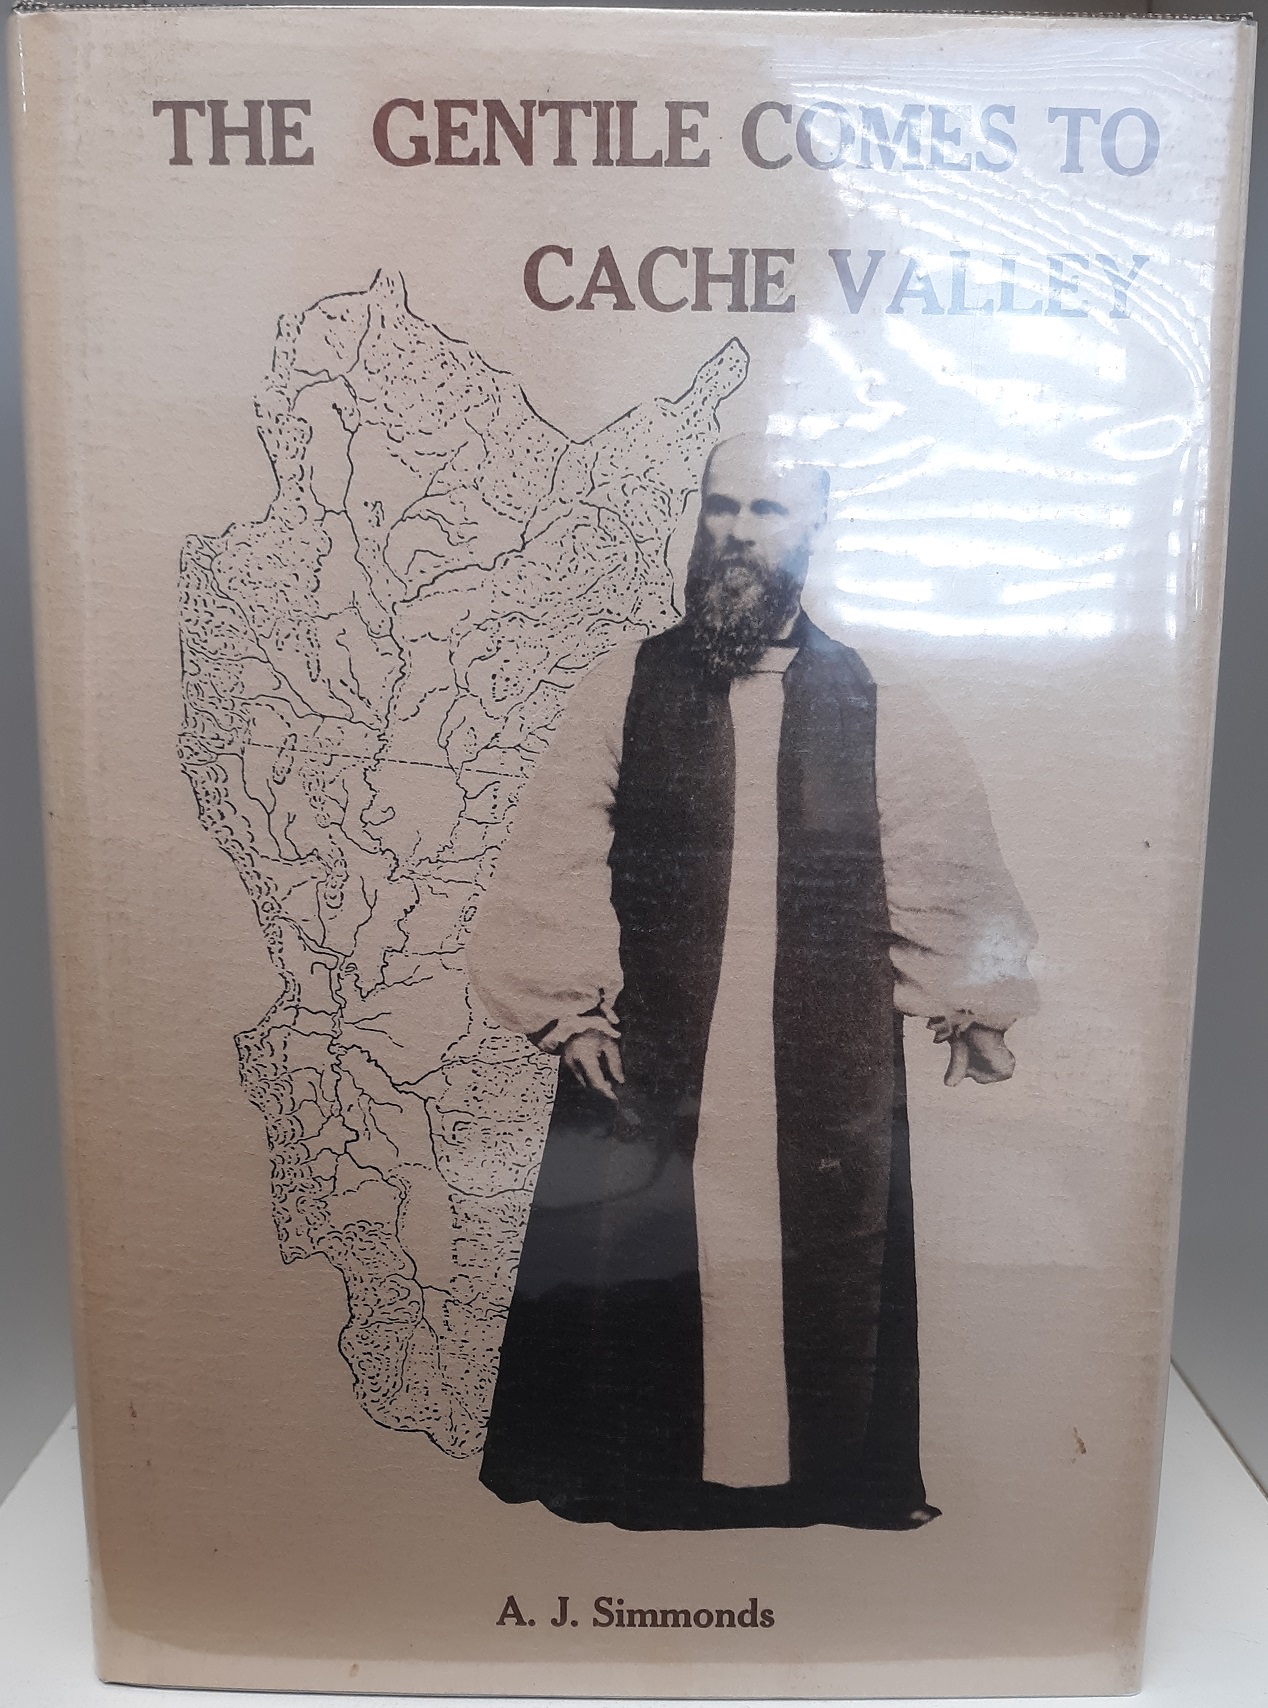 THE GENTILE COMES TO
CACHE VALLEY
A. J. Simmonds